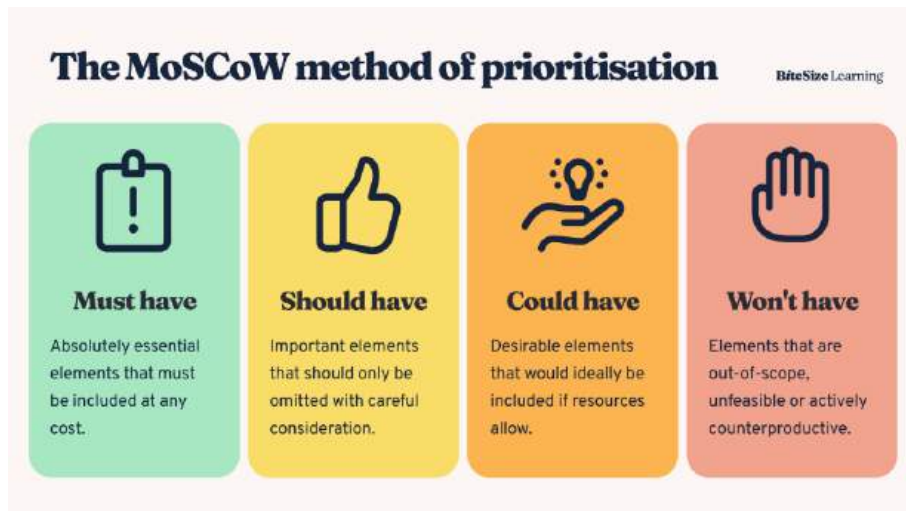 The MoSCoW method of prioritisation
BiteSize Learning
!
Must have
Absolutely essential
elements that must
be included at any
cost.
Should have
Important elements
that should only be
omitted with careful
consideration.
Could have
Desirable elements
that would ideally be
included if resources
allow.
Won't have
Elements that are
out-of-scope,
unfeasible or actively
counterproductive.